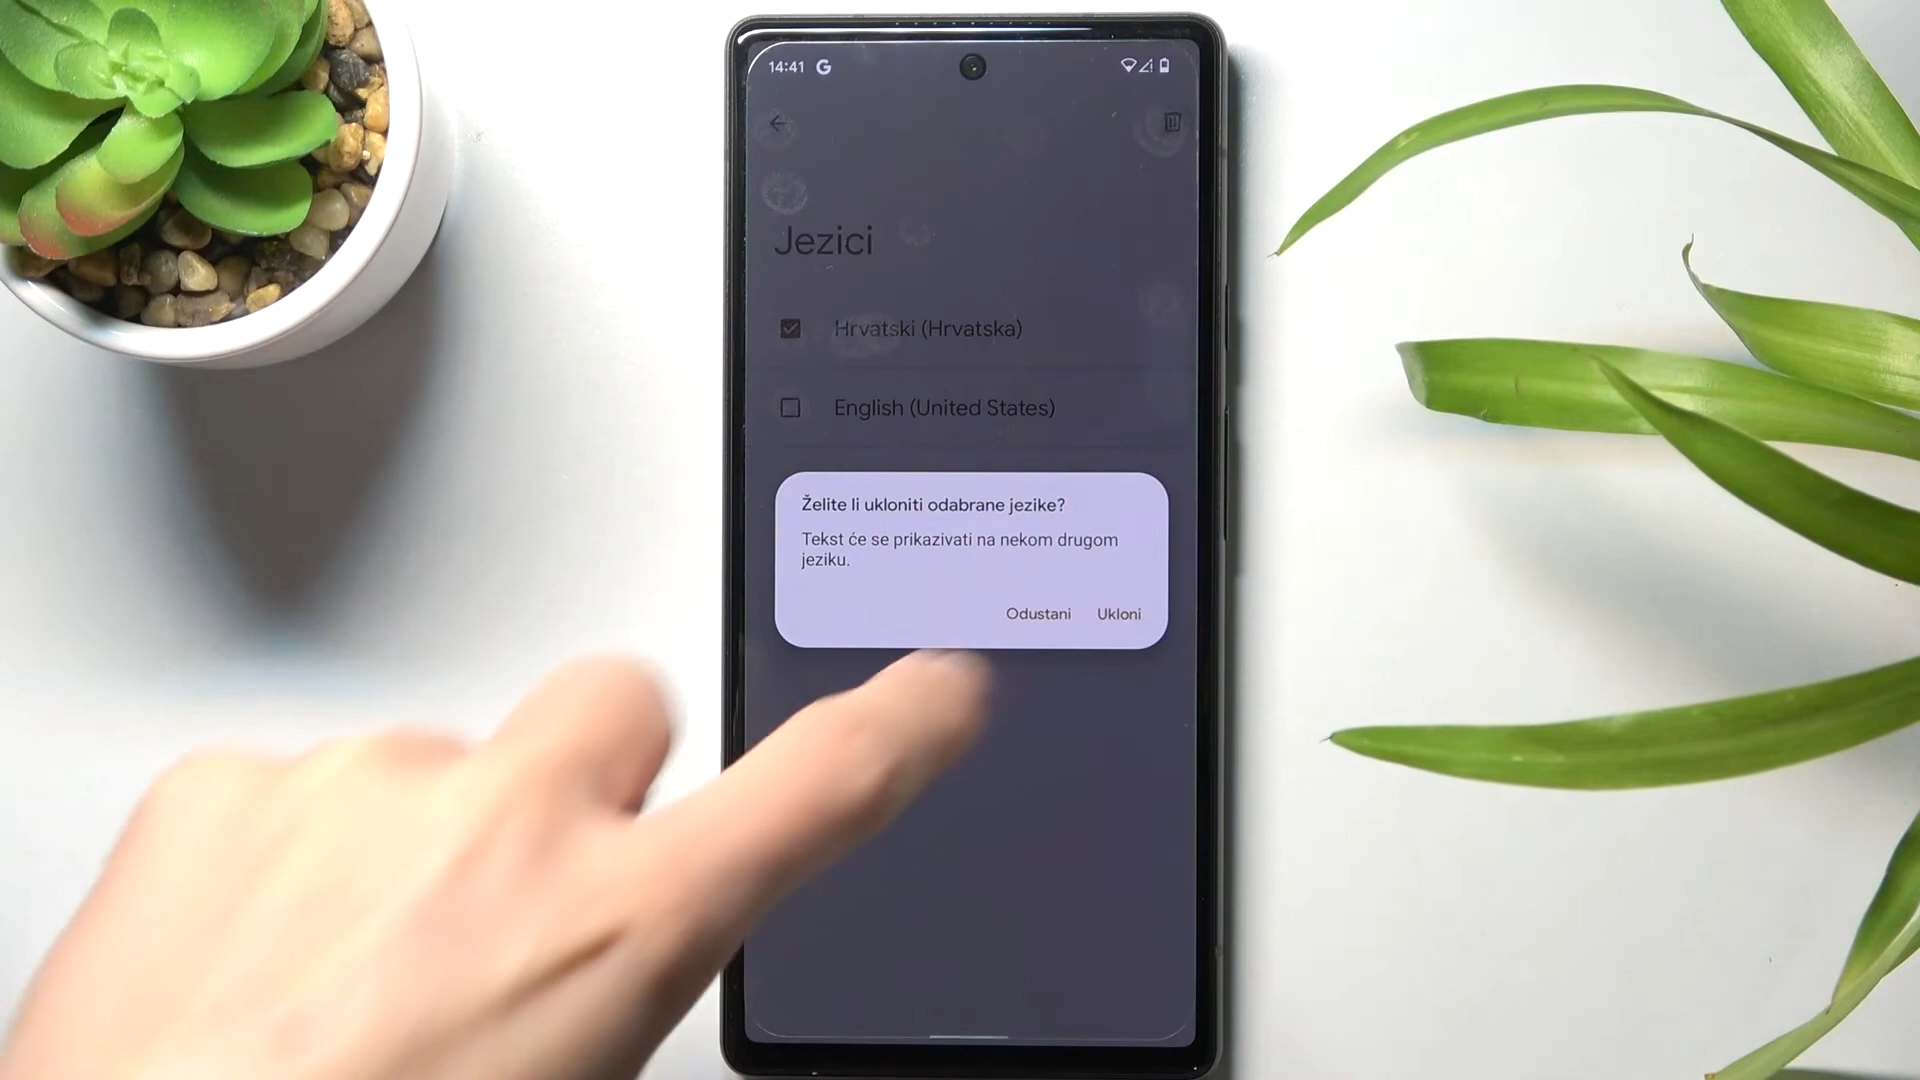 14:41 G
Jezici
Hrvatski (Hrvatska)
English (United States)
Želite li ukloniti odabrane jezike?
Tekst će se prikazivati na nekom drugom
jeziku.
Odustani Ukloni